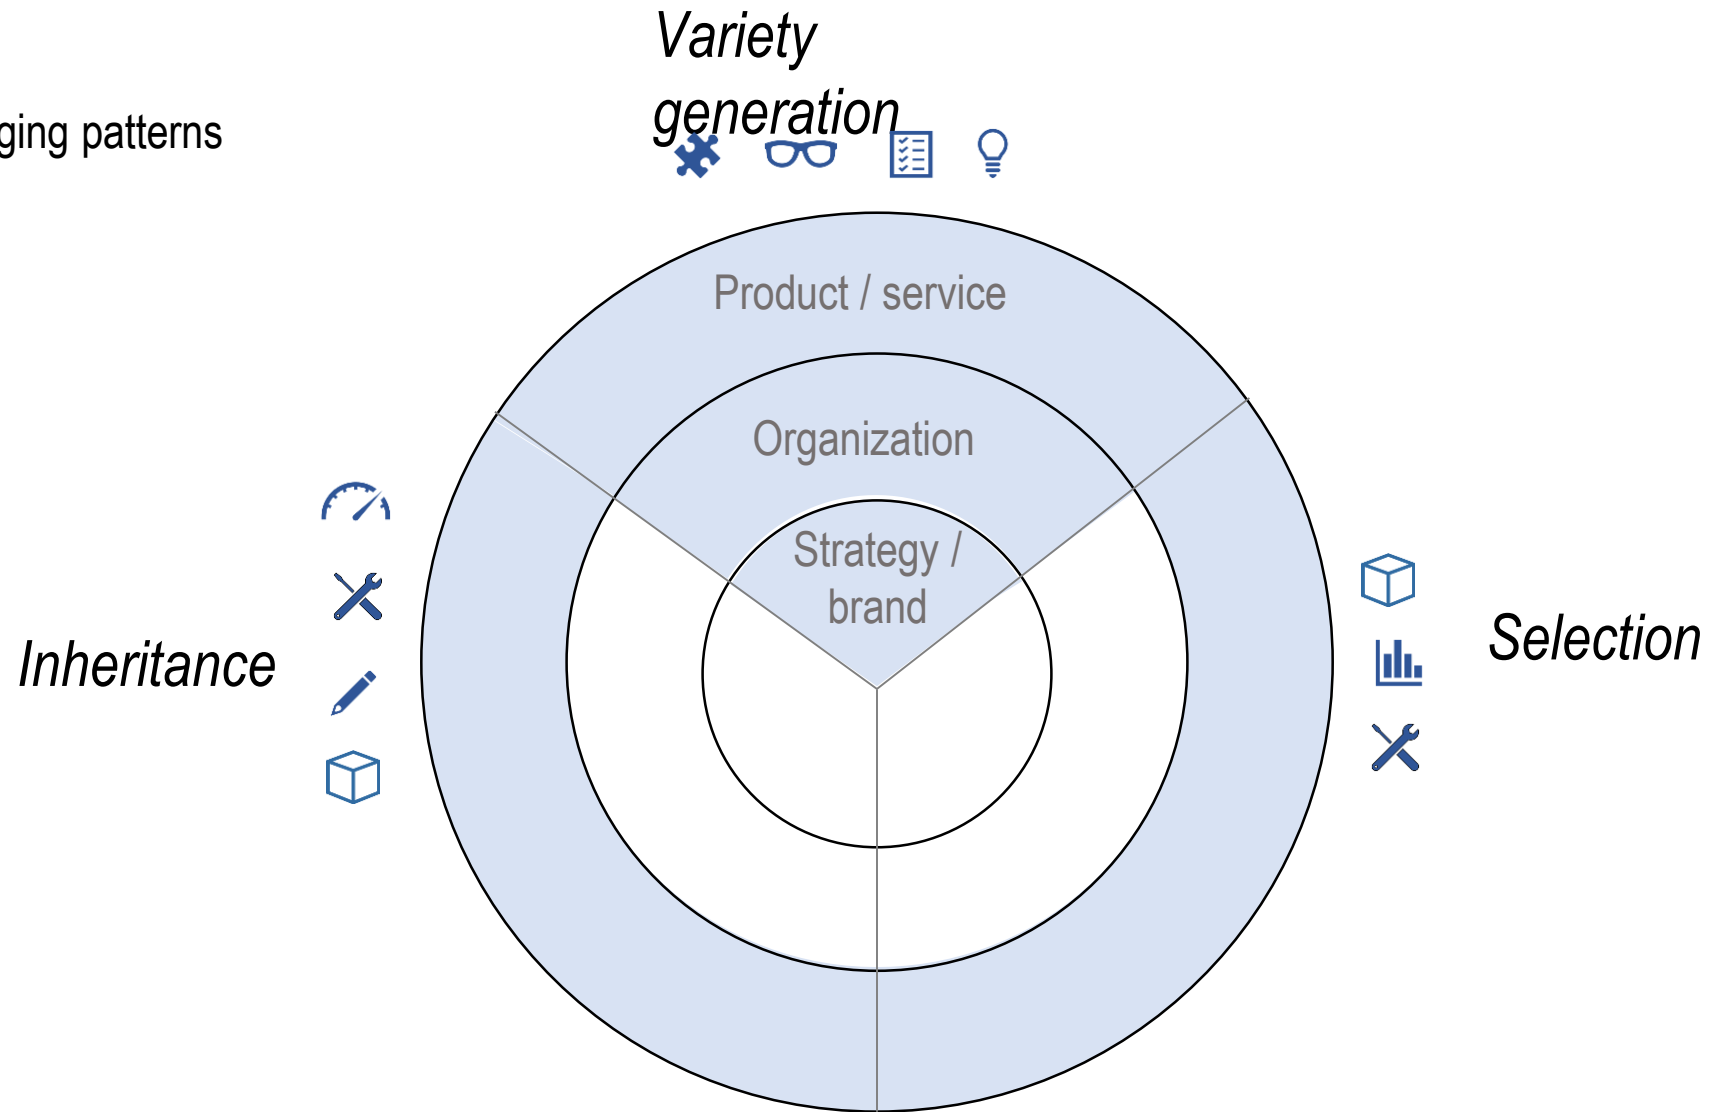 Variety
generation
ging patterns
Product / service
Organization
Strategy /
brand
Inheritance
Selection